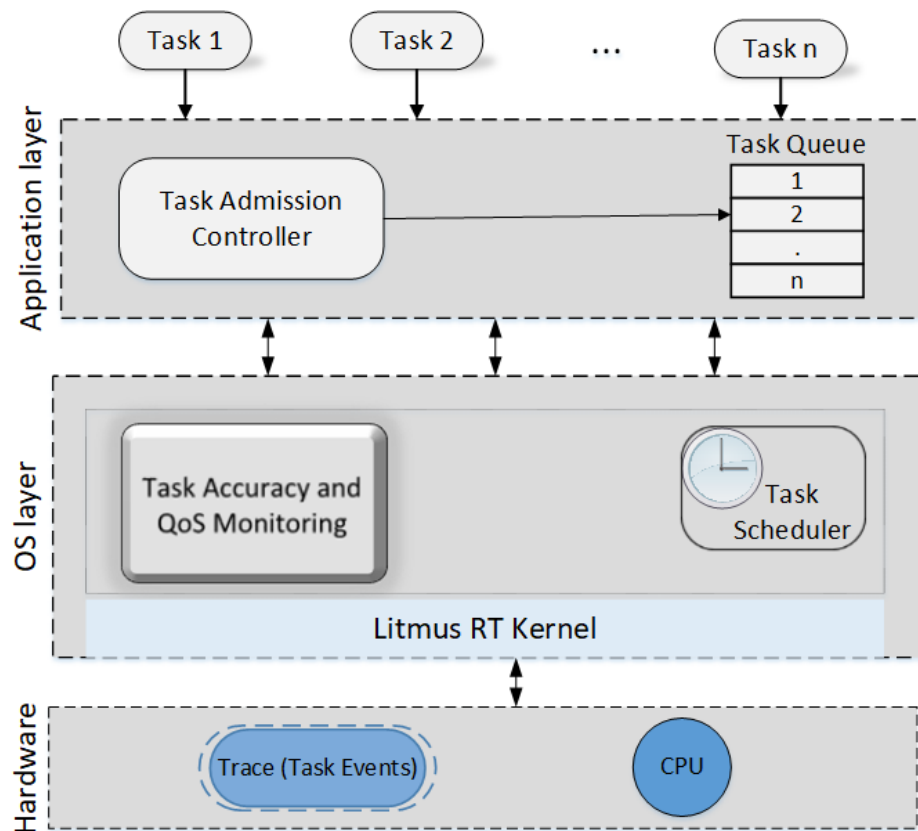 Task 1
Task 2
...
Task n
Application layer
Task Queue
Task Admission
Controller
1
2
.
n
OS layer
Task Accuracy and
QoS Monitoring
Task
Scheduler
Litmus RT Kernel
Hardware
Trace (Task Events)
CPU